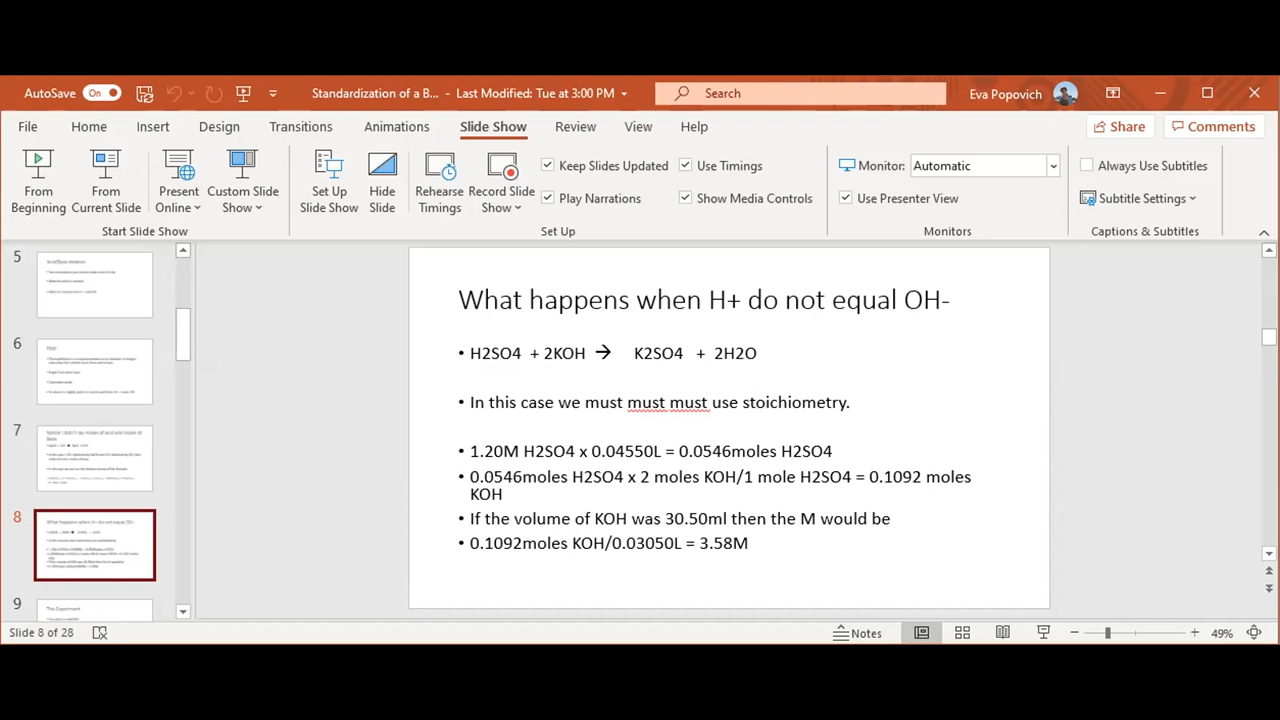 AutoSave On Standardization of a B... - Last Modified: Tue at 3:00 PM Search Eva Popovich
File Home Insert Design Transitions Animations Slide Show Review View Help Share Comments
From Beginning
From Current Slide
Present Online
Custom Slide Show
Start Slide Show
Set Up Slide Show
Hide Slide
Rehearse Timings
Record Slide Show
Keep Slides Updated
Play Narrations
Use Timings
Show Media Controls
Set Up
Monitor: Automatic
Use Presenter View
Monitors
Always Use Subtitles
Subtitle Settings
Captions & Subtitles
5
6
7
8
9
What happens when H+ do not equal OH-
• H2SO4 + 2KOH → K2SO4 + 2H2O
• In this case we must must must use stoichiometry.
• 1.20M H2SO4 x 0.04550L = 0.0546moles H2SO4
• 0.0546moles H2SO4 x 2 moles KOH/1 mole H2SO4 = 0.1092 moles
KOH
• If the volume of KOH was 30.50ml then the M would be
• 0.1092moles KOH/0.03050L = 3.58M
Slide 8 of 28 Notes 49%